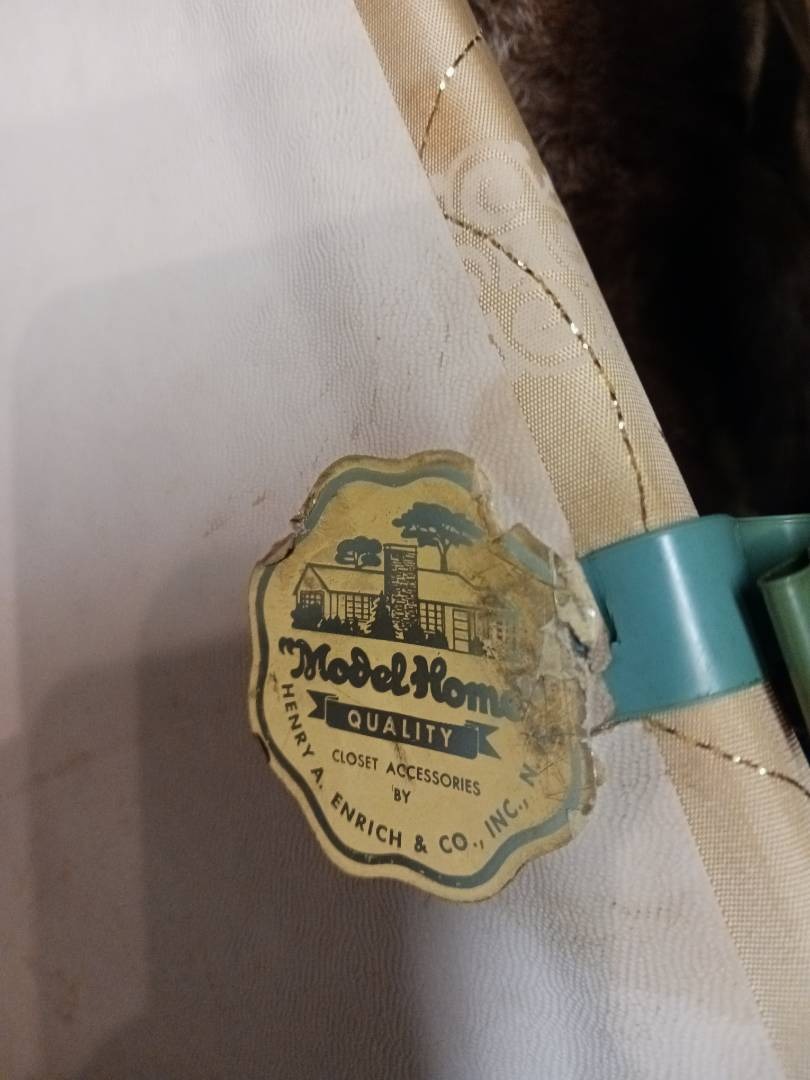 "Model Home
QUALITY
CLOSET ACCESSORIES
BY
HENRY A. ENRICH & CO., INC., N.